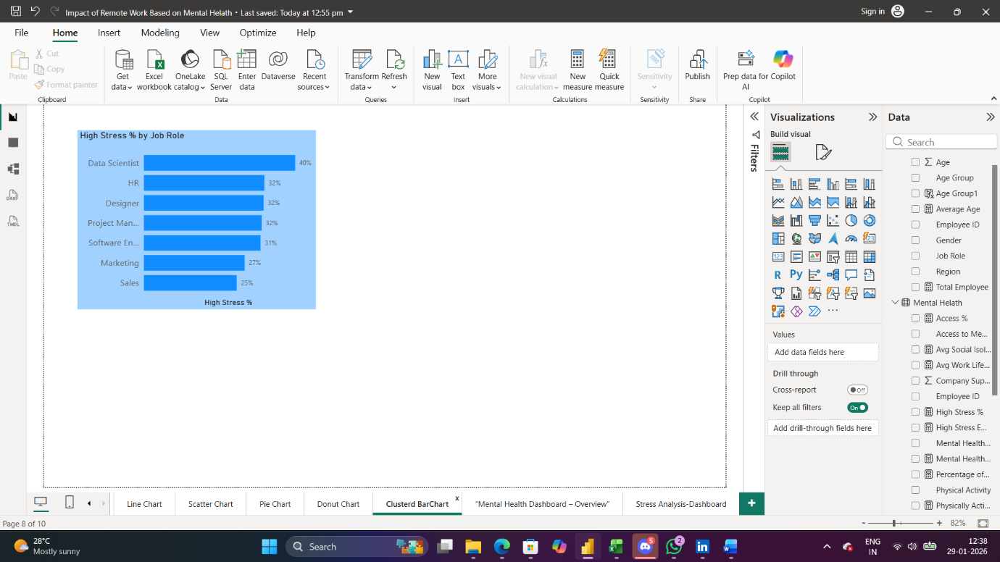 Impact of Remote Work Based on Mental Helath • Last saved: Today at 12:55 pm
Sign in
File Home Insert Modeling View Optimize Help
Paste
Cut
Copy
Format painter
Clipboard
Get data
Excel workbook
OneLake catalog
SQL Server
Enter data
Dataverse
Recent sources
Data
Transform data
Refresh
Queries
New visual
Text box
More visuals
Insert
New visual calculation
New measure
Quick measure
Calculations
Sensitivity
Sensitivity
Publish
Share
Prep data for AI
Copilot
Copilot
DAX
TMDL
High Stress % by Job Role
Data Scientist 40%
HR 32%
Designer 32%
Project Man... 32%
Software En... 31%
Marketing 27%
Sales 25%
High Stress %
Filters
Visualizations
Build visual
123
123
R Py
Values
Add data fields here
Drill through
Cross-report Off
Keep all filters On
Add drill-through fields here
Data
Search
Age
Age Group
Age Group1
Average Age
Employee ID
Gender
Job Role
Region
Total Employee
Mental Helath
Access %
Access to Me...
Avg Social Isol...
Avg Work Life...
Company Sup...
Employee ID
High Stress %
High Stress E...
Mental Health...
Mental Health...
Percentage of...
Physical Activity
Physically Acti...
Line Chart
Scatter Chart
Pie Chart
Donut Chart
Clusterd BarChart x
"Mental Health Dashboard – Overview"
Stress Analysis-Dashboard
+
Page 8 of 10
- + 82%
28°C
Mostly sunny
Search
5
2
ENG
IN
12:38
29-01-2026